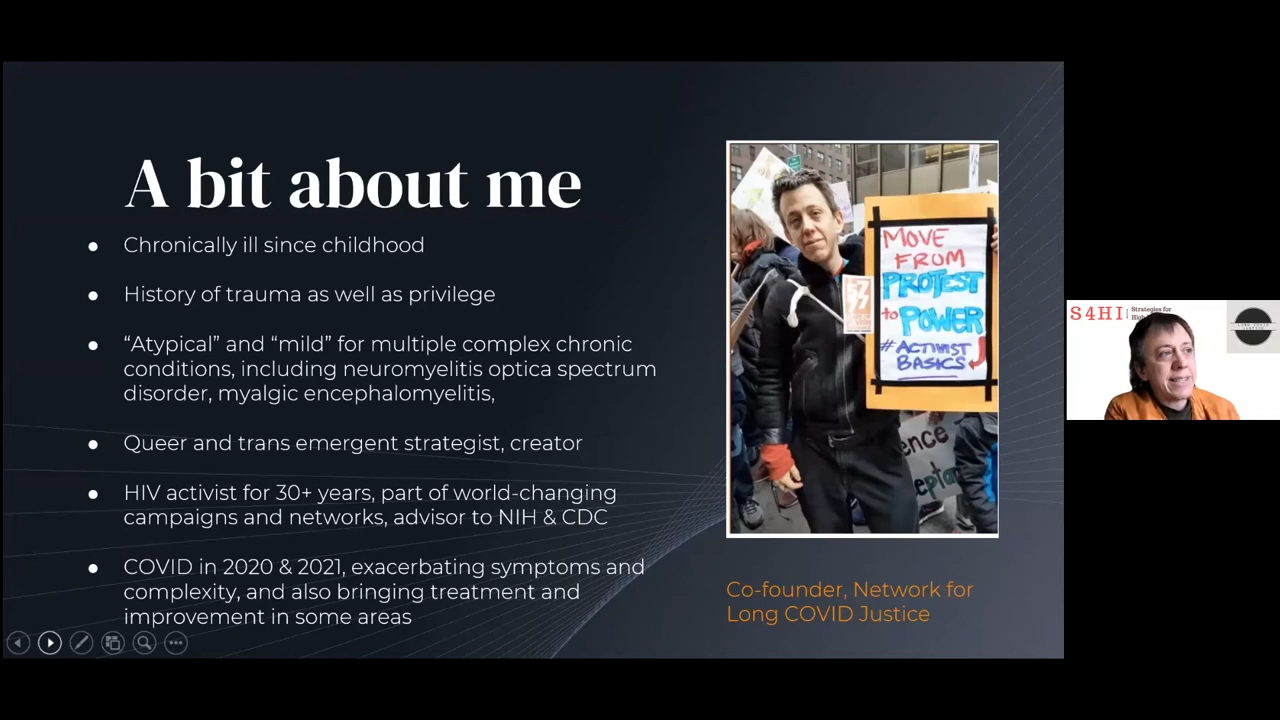 A bit about me
● Chronically ill since childhood
● History of trauma as well as privilege
● “Atypical” and “mild” for multiple complex chronic
conditions, including neuromyelitis optica spectrum
disorder, myalgic encephalomyelitis,
● Queer and trans emergent strategist, creator
● HIV activist for 30+ years, part of world-changing
campaigns and networks, advisor to NIH & CDC
● COVID in 2020 & 2021, exacerbating symptoms and
complexity, and also bringing treatment and
improvement in some areas
MOVE
FROM
PROTEST
to POWER
#ACTIVIST
BASICS
Co-founder, Network for
Long COVID Justice
S4HI
Strategies for